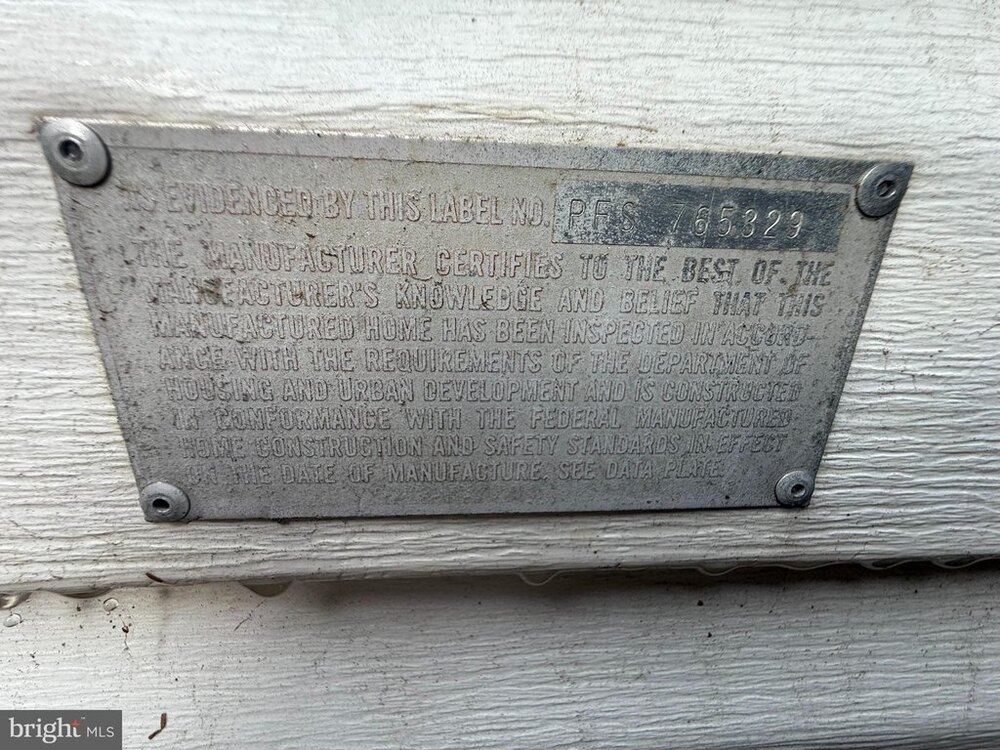 AS EVIDENCED BY THIS LABEL NO. PFS 765329
THE MANUFACTURER CERTIFIES TO THE BEST OF THE
MANUFACTURER'S KNOWLEDGE AND BELIEF THAT THIS
MANUFACTURED HOME HAS BEEN INSPECTED IN ACCORD-
ANCE WITH THE REQUIREMENTS OF THE DEPARTMENT OF
HOUSING AND URBAN DEVELOPMENT AND IS CONSTRUCTED
IN CONFORMANCE WITH THE FEDERAL MANUFACTURED
HOME CONSTRUCTION AND SAFETY STANDARDS IN EFFECT
ON THE DATE OF MANUFACTURE. SEE DATA PLATE.
bright MLS